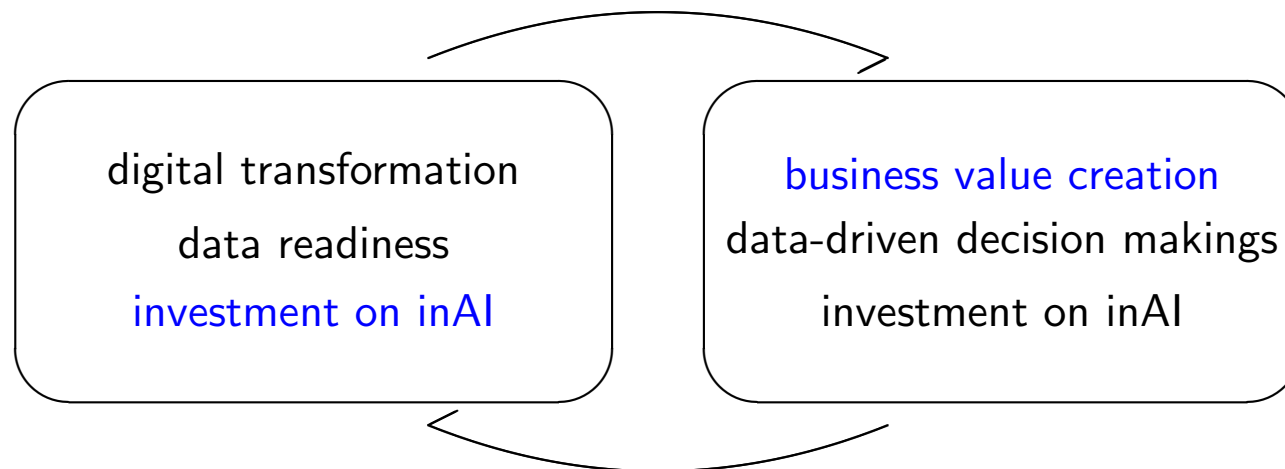 digital transformation
data readiness
investment on inAI
business value creation
data-driven decision makings
investment on inAI